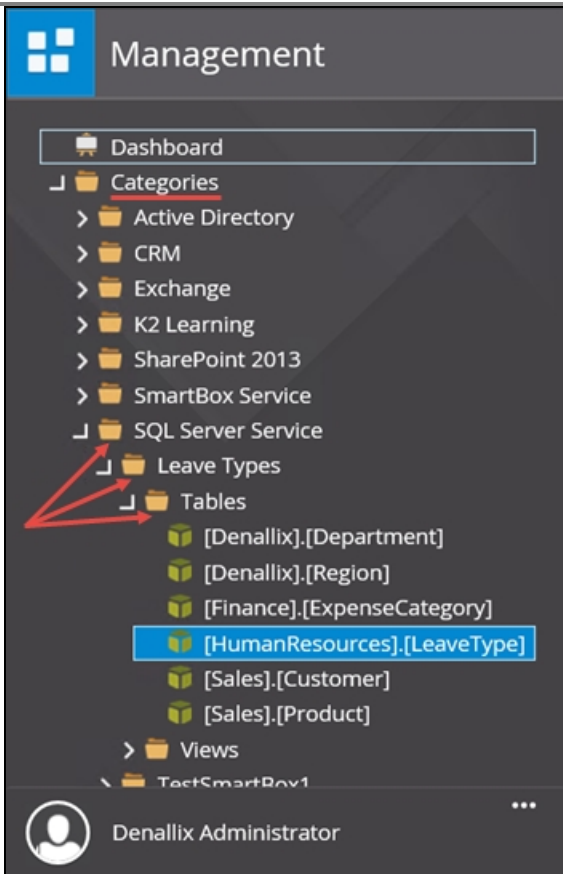 Management
Dashboard
Categories
Active Directory
CRM
Exchange
K2 Learning
SharePoint 2013
SmartBox Service
SQL Server Service
Leave Types
Tables
[Denallix].[Department]
[Denallix].[Region]
[Finance].[ExpenseCategory]
[HumanResources].[LeaveType]
[Sales].[Customer]
[Sales].[Product]
Views
TestSmartBox1
Denallix Administrator